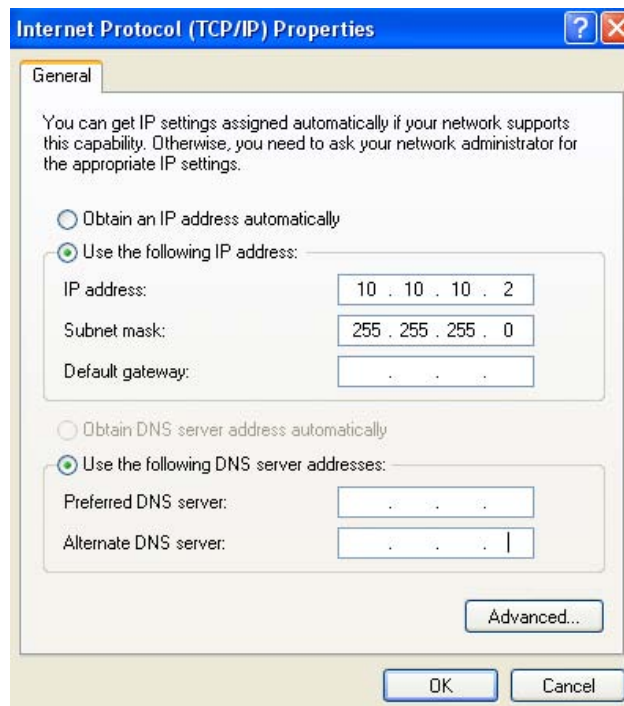 Internet Protocol (TCP/IP) Properties
General
You can get IP settings assigned automatically if your network supports
this capability. Otherwise, you need to ask your network administrator for
the appropriate IP settings.
Obtain an IP address automatically
Use the following IP address:
IP address: 10 . 10 . 10 . 2
Subnet mask: 255 . 255 . 255 . 0
Default gateway: . . .
Obtain DNS server address automatically
Use the following DNS server addresses:
Preferred DNS server: . . .
Alternate DNS server: . . .
Advanced...
OK Cancel